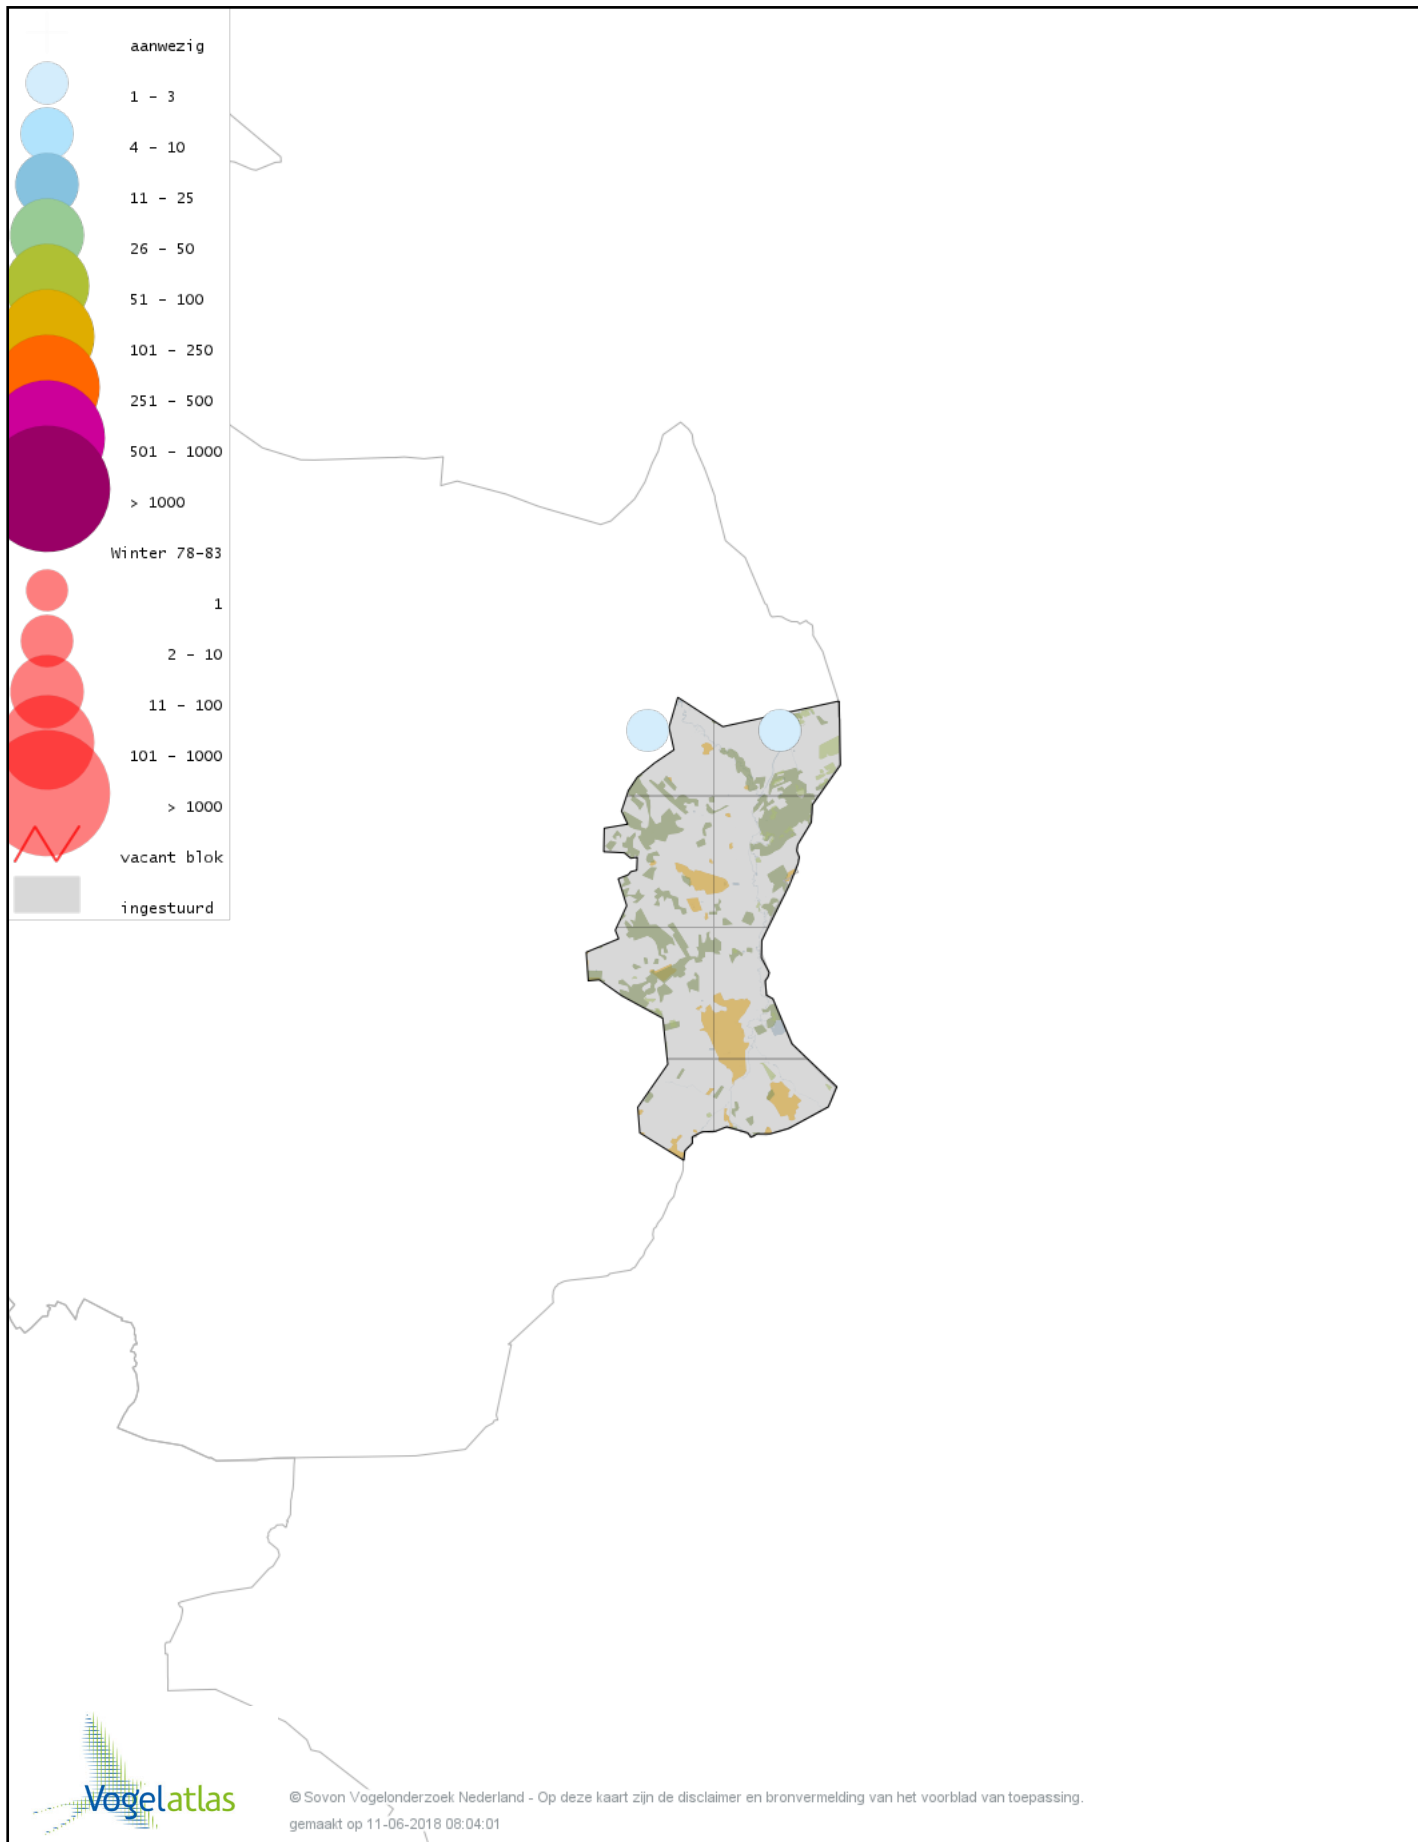 aanwezig
1 - 3
4 - 10
11 - 25
26 - 50
51 - 100
101 - 250
251 - 500
501 - 1000
> 1000
Winter 78-83
1
2 - 10
11 - 100
101 - 1000
> 1000
vacant blok
ingestuurd
Vogelatlas
© Sovon Vogelonderzoek Nederland - Op deze kaart zijn de disclaimer en bronvermelding van het voorblad van toepassing.
gemaakt op 11-06-2018 08:04:01